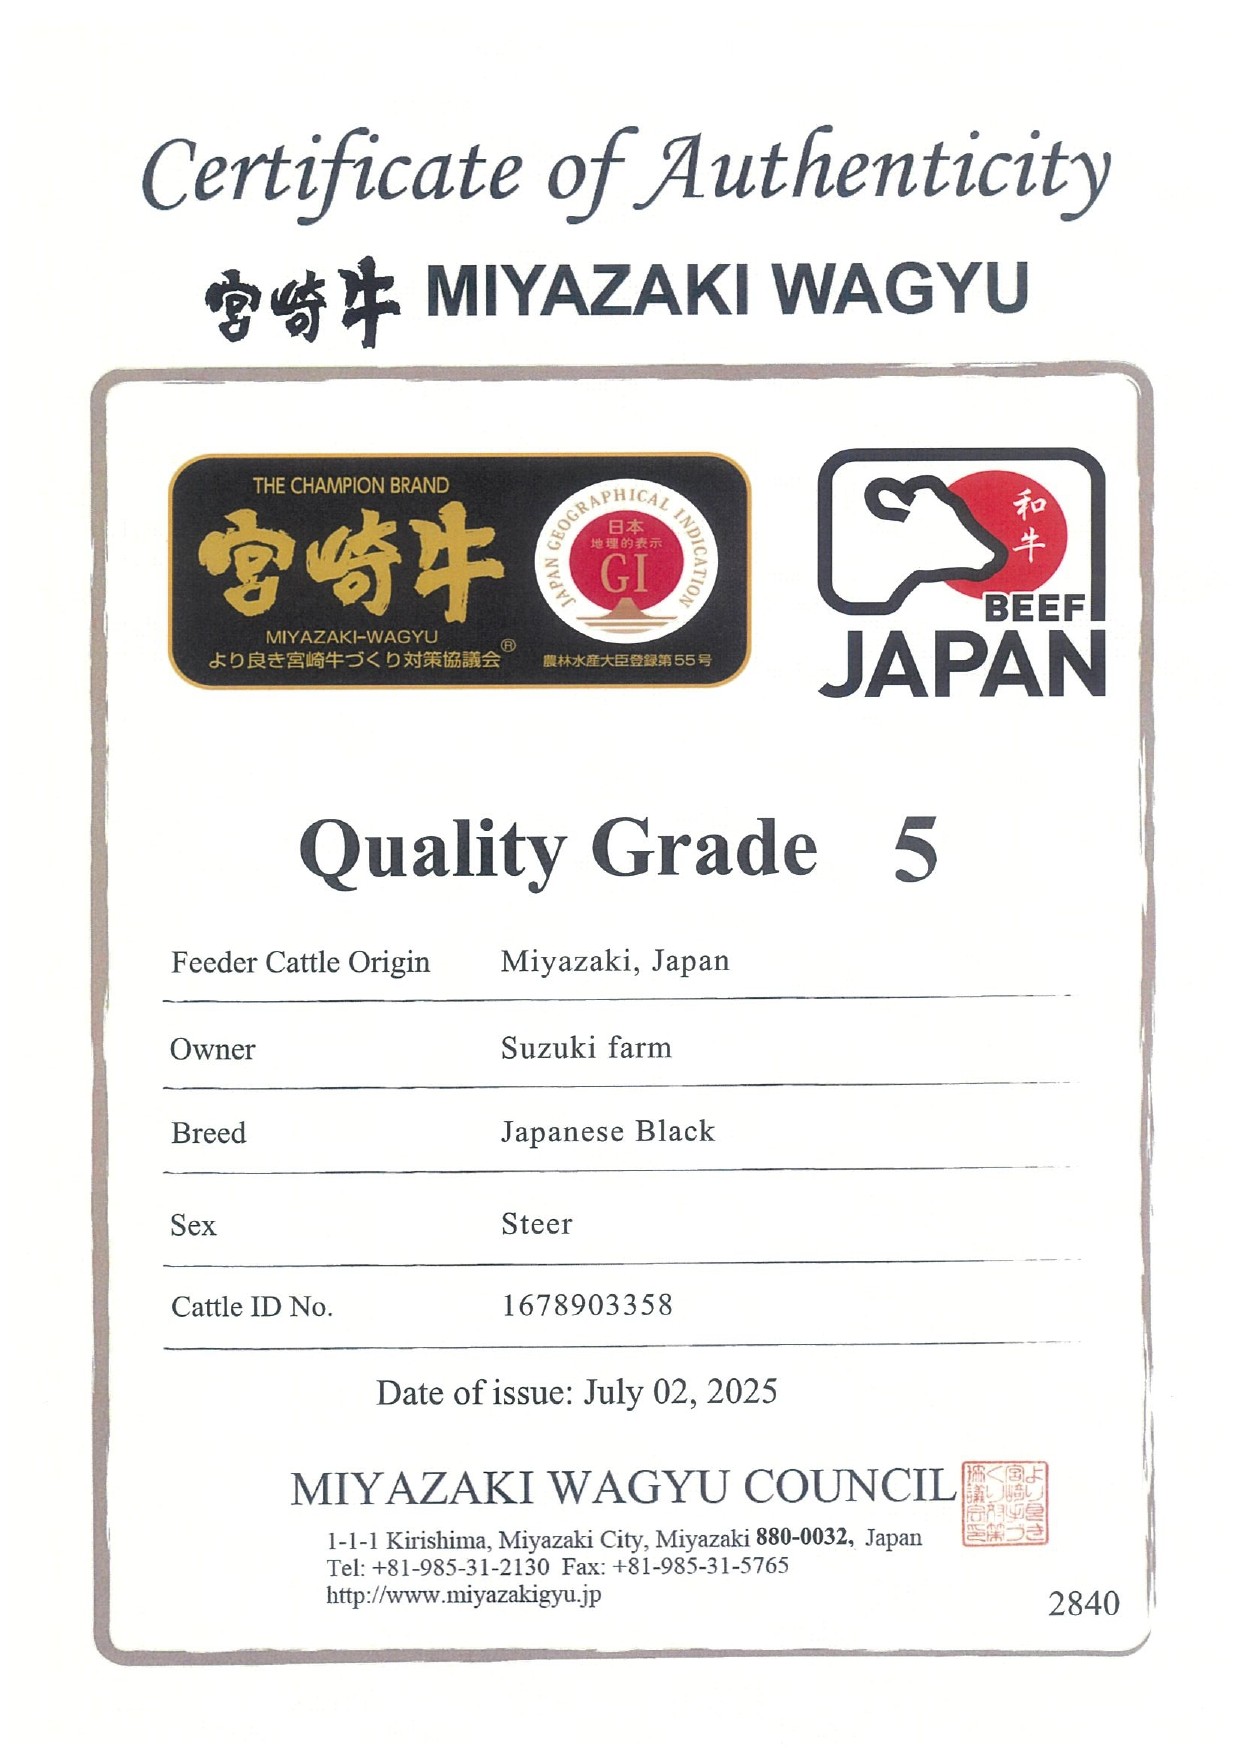 Certificate of Authenticity
宮崎牛 MIYAZAKI WAGYU
THE CHAMPION BRAND
宮崎牛
MIYAZAKI-WAGYU
より良き宮崎牛づくり対策協議会®
JAPAN GEOGRAPHICAL INDICATION
日本
地理的表示
GI
農林水産大臣登録第55号
和牛
BEEF
JAPAN
Quality Grade 5
Feeder Cattle Origin Miyazaki, Japan
Owner Suzuki farm
Breed Japanese Black
Sex Steer
Cattle ID No. 1678903358
Date of issue: July 02, 2025
MIYAZAKI WAGYU COUNCIL
1-1-1 Kirishima, Miyazaki City, Miyazaki 880-0032, Japan
Tel: +81-985-31-2130 Fax: +81-985-31-5765
http://www.miyazakigyu.jp
2840